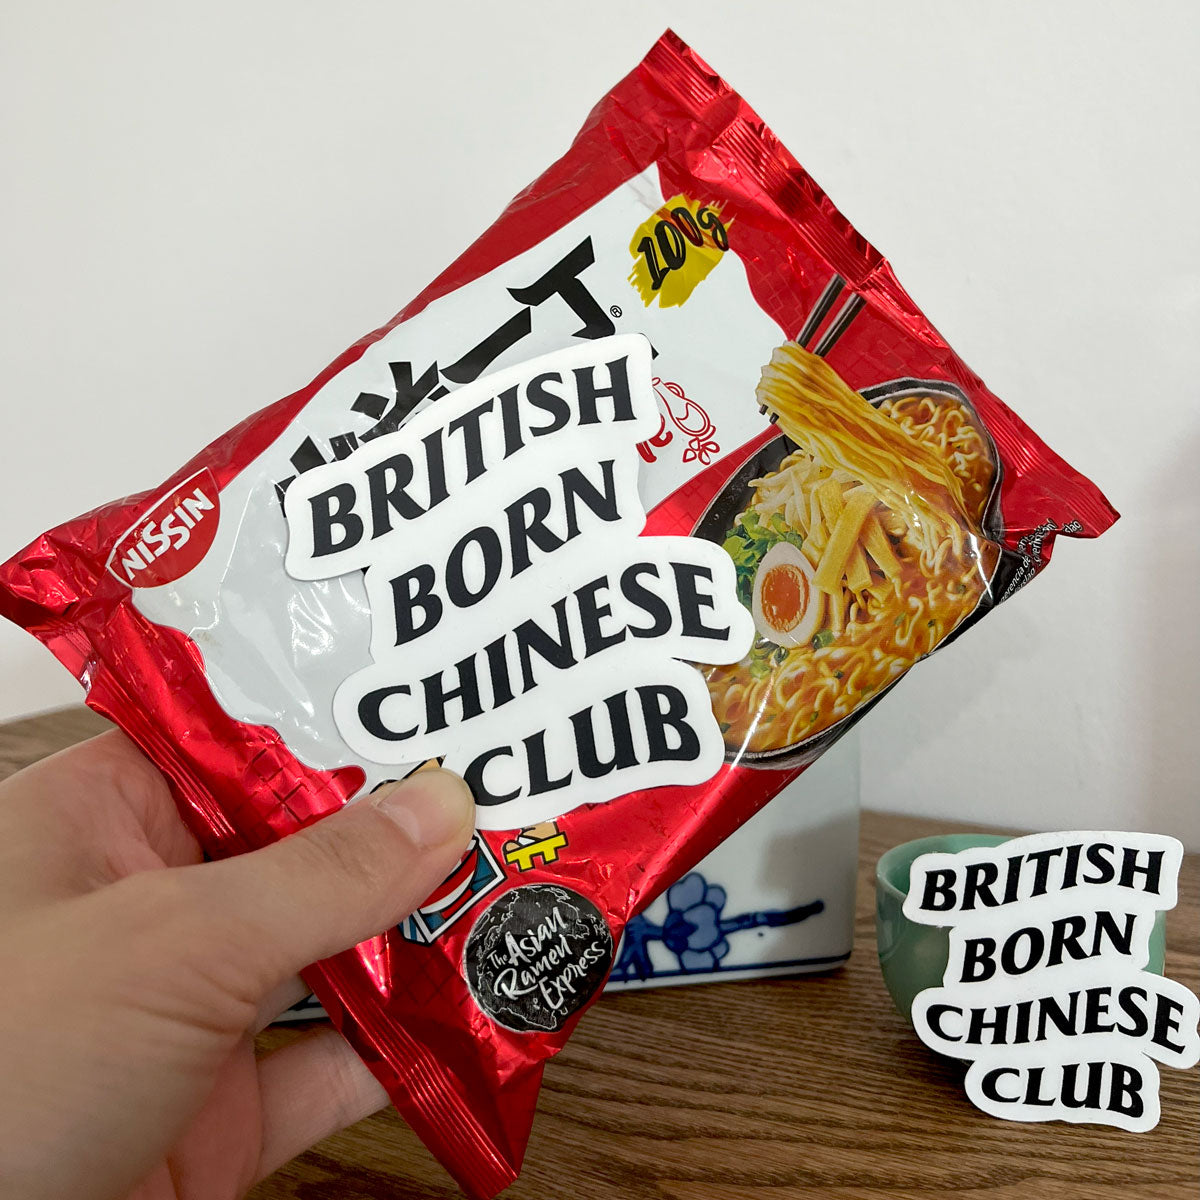 100g
NISSIN
BRITISH
BORN
CHINESE
CLUB
The Asian
Ramen
Express
BRITISH
BORN
CHINESE
CLUB